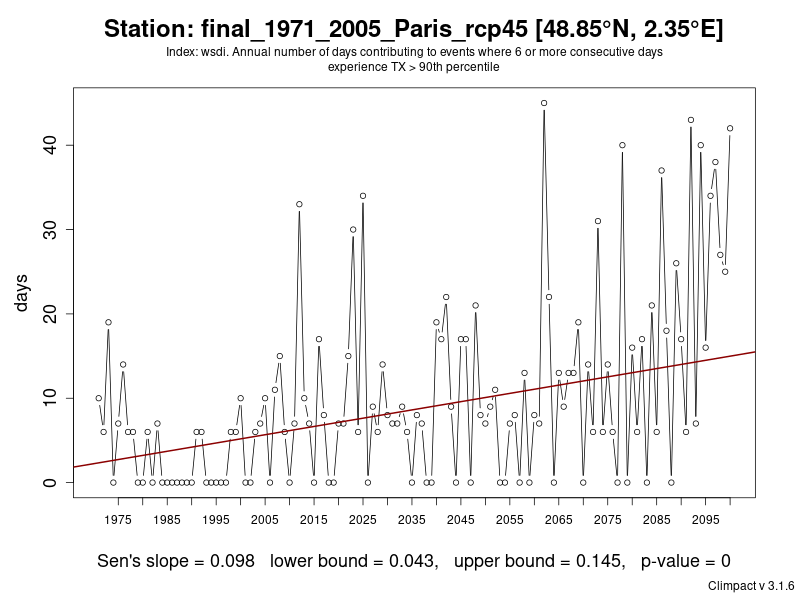 Station: final_1971_2005_Paris_rcp45 [48.85°N, 2.35°E]
Index: wsdi. Annual number of days contributing to events where 6 or more consecutive days
experience TX > 90th percentile
40
30
20
10
0
days
1975 1985 1995 2005 2015 2025 2035 2045 2055 2065 2075 2085 2095
Sen's slope = 0.098 lower bound = 0.043, upper bound = 0.145, p-value = 0
Climpact v 3.1.6